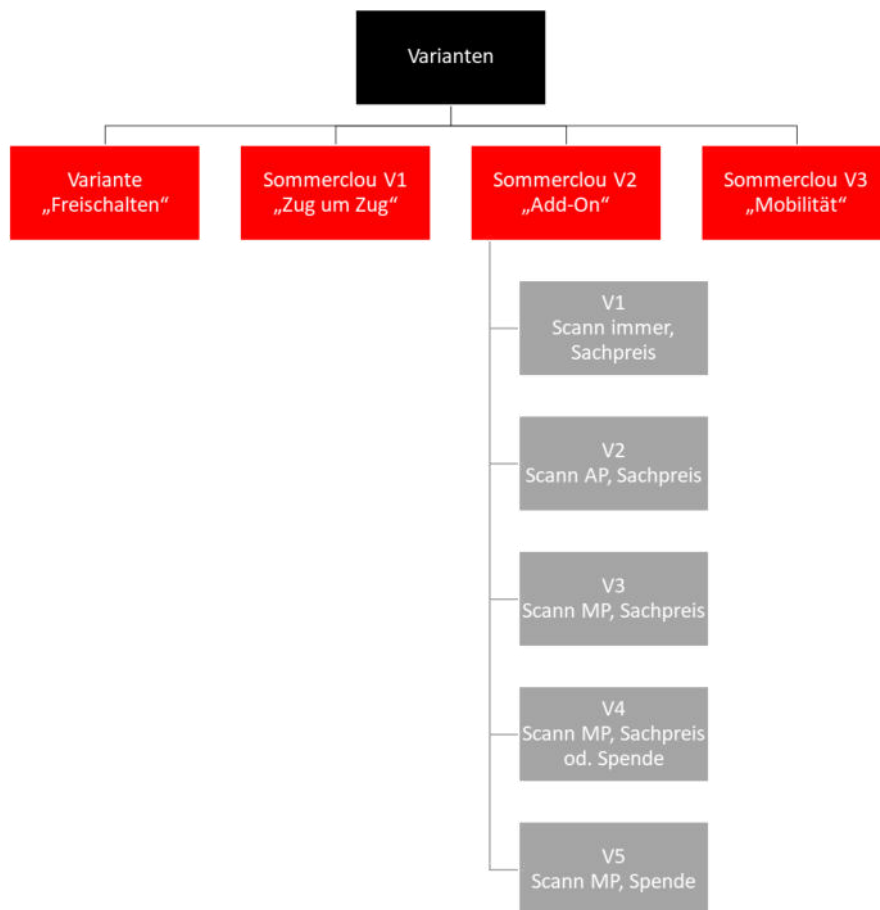 Varianten
Variante
„Freischalten“
Sommerclou V1
„Zug um Zug“
Sommerclou V2
„Add-On“
Sommerclou V3
„Mobilität“
V1
Scann immer,
Sachpreis
V2
Scann AP, Sachpreis
V3
Scann MP, Sachpreis
V4
Scann MP, Sachpreis
od. Spende
V5
Scann MP, Spende